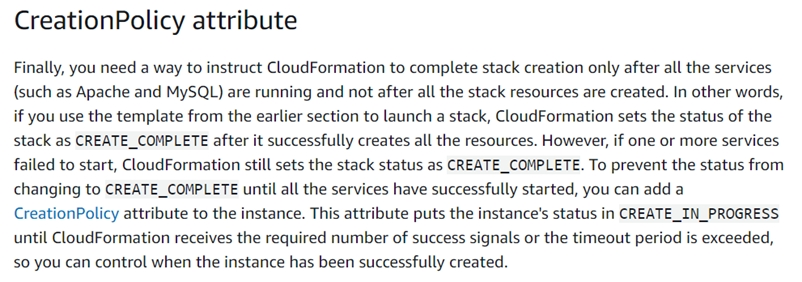 CreationPolicy attribute
Finally, you need a way to instruct CloudFormation to complete stack creation only after all the services
(such as Apache and MySQL) are running and not after all the stack resources are created. In other words,
if you use the template from the earlier section to launch a stack, CloudFormation sets the status of the
stack as CREATE_COMPLETE after it successfully creates all the resources. However, if one or more services
failed to start, CloudFormation still sets the stack status as CREATE_COMPLETE. To prevent the status from
changing to CREATE_COMPLETE until all the services have successfully started, you can add a
CreationPolicy attribute to the instance. This attribute puts the instance's status in CREATE_IN_PROGRESS
until CloudFormation receives the required number of success signals or the timeout period is exceeded,
so you can control when the instance has been successfully created.